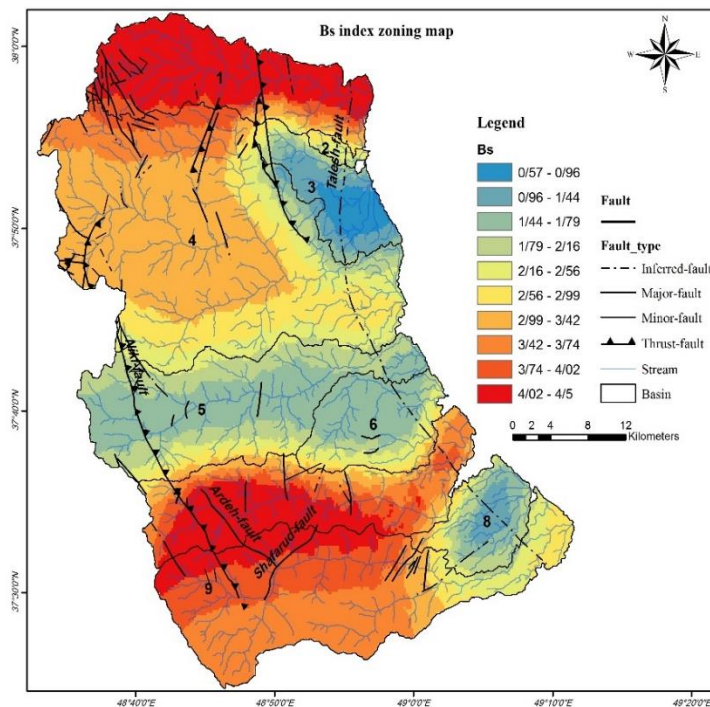 Bs index zoning map
N
W
E
S
38°0'0"N
37°50'0"N
37°40'0"N
37°30'0"N
1
2
3
4
5
6
8
9
Talesh-fault
Ardeh-fault
Shafarud-fault
Legend
Bs
0/57 - 0/96
0/96 - 1/44
1/44 - 1/79
1/79 - 2/16
2/16 - 2/56
2/56 - 2/99
2/99 - 3/42
3/42 - 3/74
3/74 - 4/02
4/02 - 4/5
Fault
Fault_type
Inferred-fault
Major-fault
Minor-fault
Thrust-fault
Stream
Basin
0 2 4 8 12
Kilometers
48°40'0"E
48°50'0"E
49°0'0"E
49°10'0"E
49°20'0"E